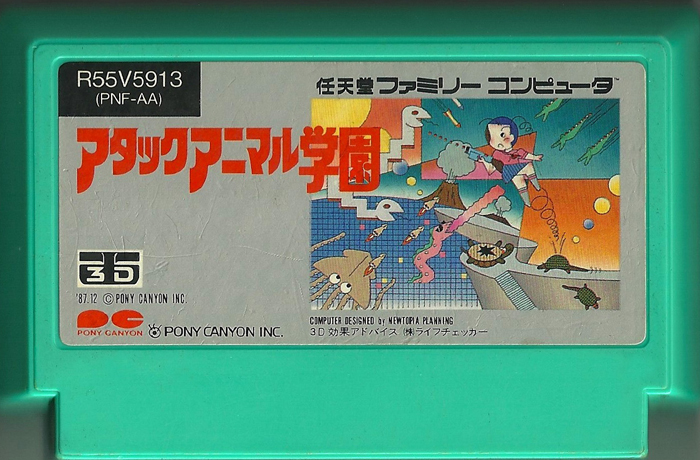 R55V5913
(PNF-AA)
任天堂 ファミリー コンピュータ™
アタックアニマル学園
3D
'87.12 © PONY CANYON INC.
PC
PONY CANYON
PONY CANYON INC.
COMPUTER DESIGNED by NEWTOPIA PLANNING
3D効果アドバイス (株)ライフチェッカー